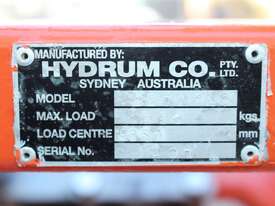 MANUFACTURED BY:
HYDRUM CO. PTY. LTD.
SYDNEY AUSTRALIA
MODEL
MAX. LOAD kgs
LOAD CENTRE mm
SERIAL No.